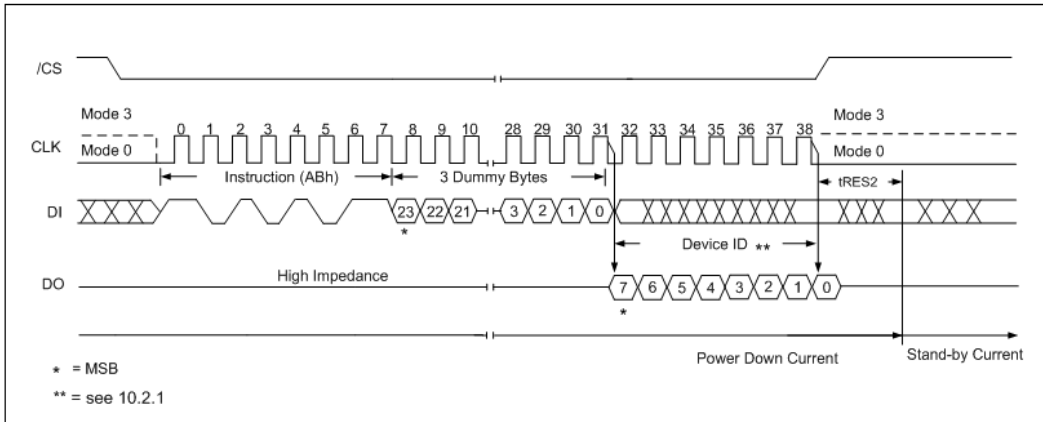 /CS
Mode 3
Mode 3
0 1 2 3 4 5 6 7 8 9 10 28 29 30 31 32 33 34 35 36 37 38
CLK
Mode 0
Mode 0
Instruction (ABh)
3 Dummy Bytes
tRES2
DI
23 22 21 3 2 1 0
*
Device ID **
High Impedance
DO
7 6 5 4 3 2 1 0
*
Power Down Current
Stand-by Current
* = MSB
** = see 10.2.1